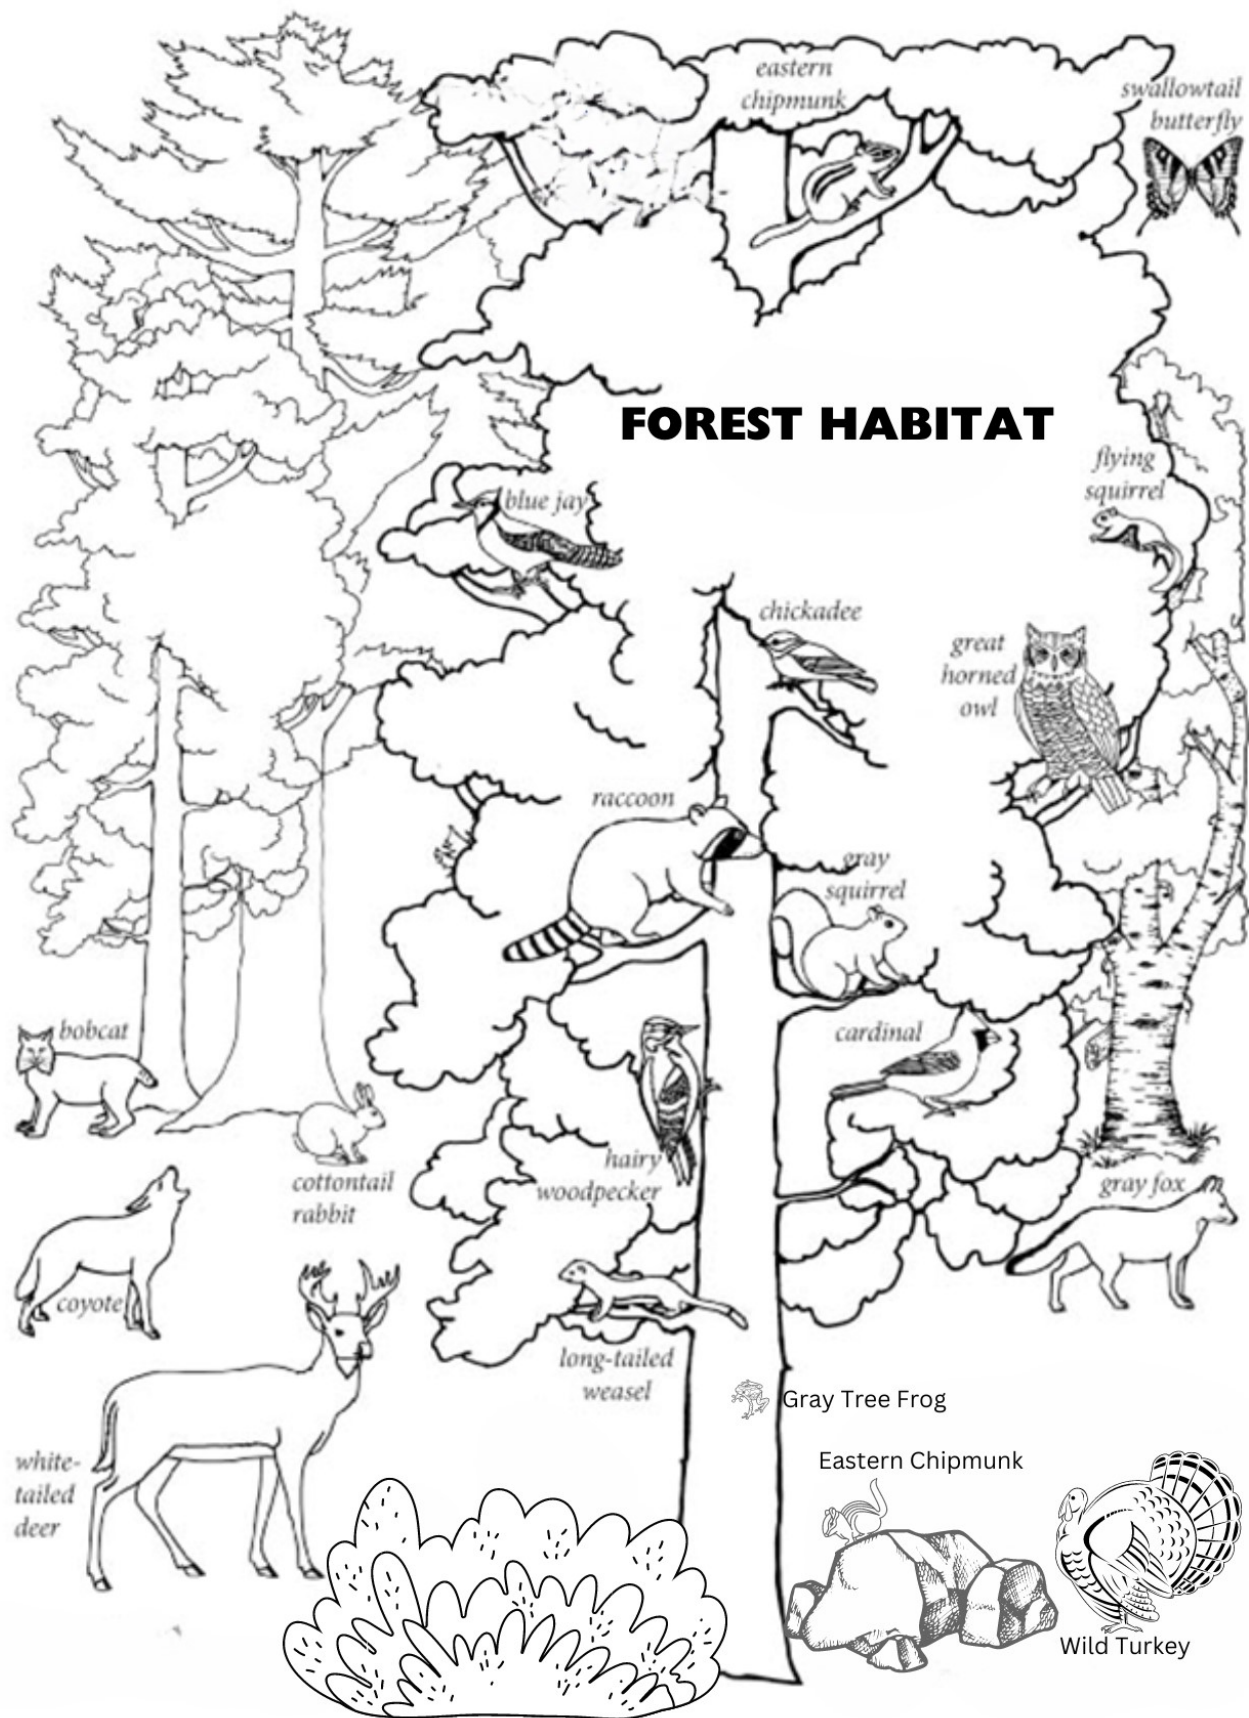 eastern
chipmunk
swallowtail
butterfly
FOREST HABITAT
flying
squirrel
blue jay
chickadee
great
horned
owl
raccoon
gray
squirrel
bobcat
cardinal
hairy
woodpecker
cottontail
rabbit
gray fox
coyote
long-tailed
weasel
Gray Tree Frog
Eastern Chipmunk
white-
tailed
deer
Wild Turkey